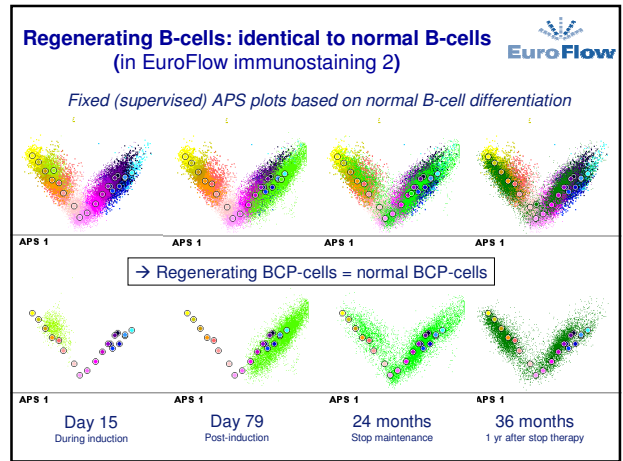 Regenerating B-cells: identical to normal B-cells
(in EuroFlow immunostaining 2)
EuroFlow
Fixed (supervised) APS plots based on normal B-cell differentiation
APS 1 APS 1 APS 1 APS 1
→ Regenerating BCP-cells = normal BCP-cells
APS 1 APS 1 APS 1 APS 1
Day 15 Day 79 24 months 36 months
During induction Post-induction Stop maintenance 1 yr after stop therapy